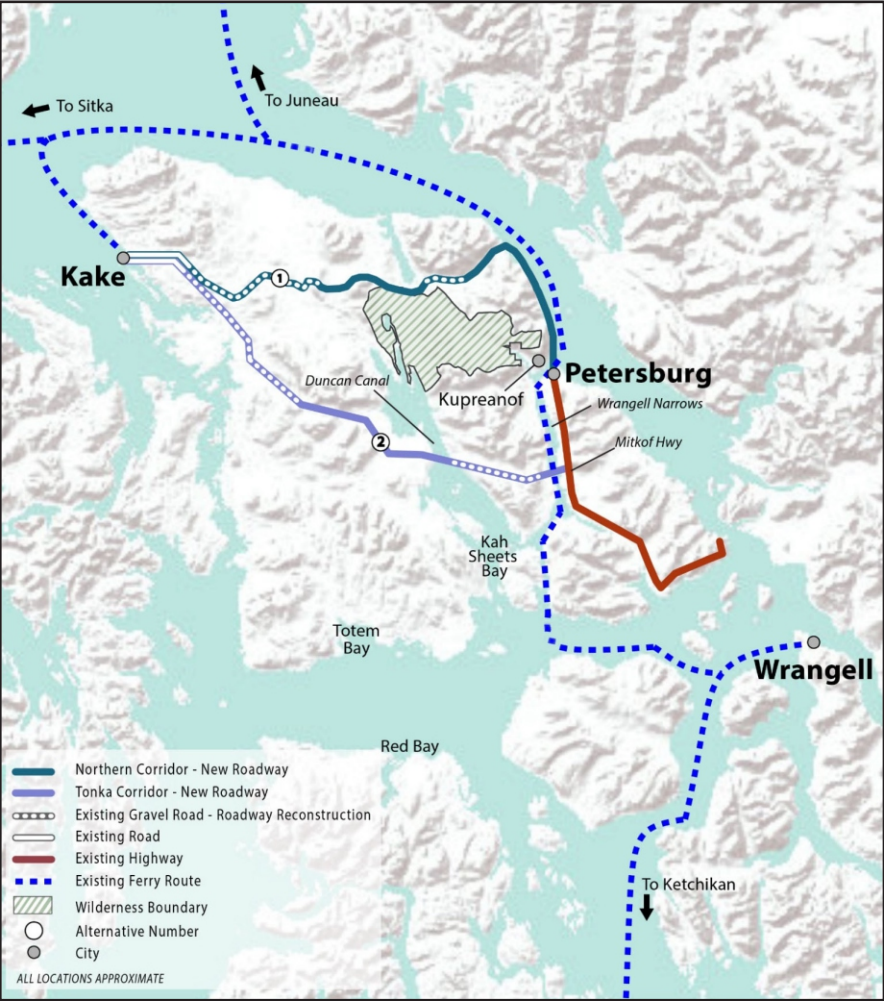 To Sitka
To Juneau
Kake
1
Duncan Canal
Kupreanof
Petersburg
Wrangell Narrows
Mitkof Hwy
2
Kah
Sheets
Bay
Totem
Bay
Wrangell
Red Bay
To Ketchikan
Northern Corridor - New Roadway
Tonka Corridor - New Roadway
Existing Gravel Road - Roadway Reconstruction
Existing Road
Existing Highway
Existing Ferry Route
Wilderness Boundary
Alternative Number
City
ALL LOCATIONS APPROXIMATE